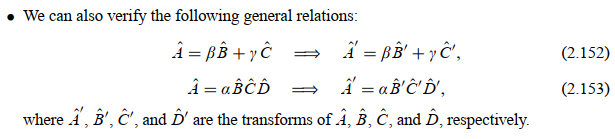 • We can also verify the following general relations:
Â = βB̂ + γĈ ⟹ Â′ = βB̂′ + γĈ′, (2.152)
Â = αB̂ĈD̂ ⟹ Â′ = αB̂′Ĉ′D̂′, (2.153)
where Â′, B̂′, Ĉ′, and D̂′ are the transforms of Â, B̂, Ĉ, and D̂, respectively.